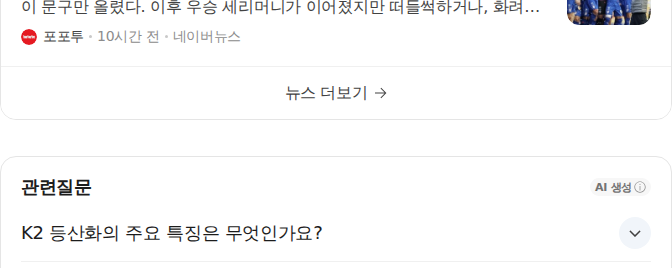 이 문구만 올렸다. 이후 우승 세리머니가 이어졌지만 떠들썩하거나, 화려...
포포투 · 10시간 전 · 네이버뉴스
뉴스 더보기 →
관련질문
AI 생성 ⓘ
K2 등산화의 주요 특징은 무엇인가요?